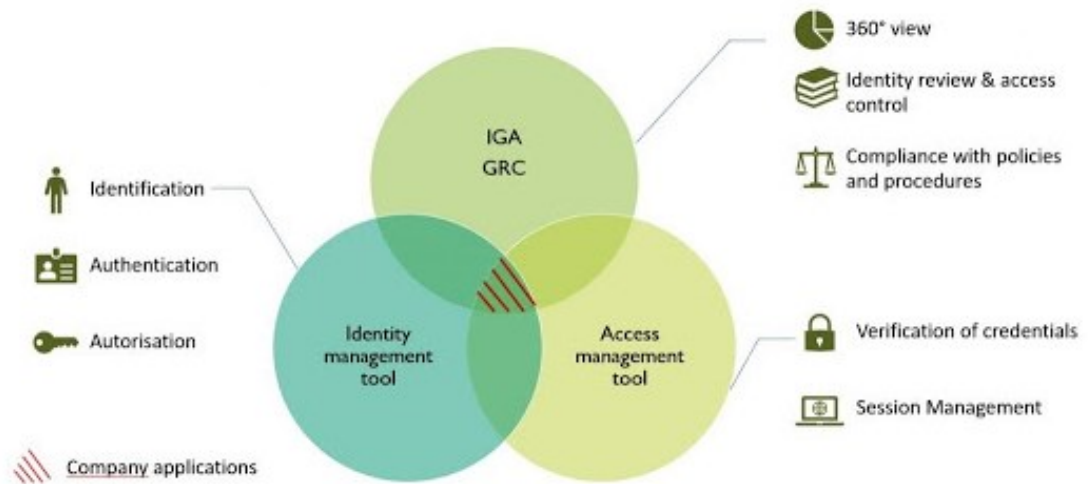 360° view
Identity review & access
control
Compliance with policies
and procedures
IGA
GRC
Identification
Authentication
Autorisation
Identity
management
tool
Access
management
tool
Verification of credentials
Session Management
Company applications